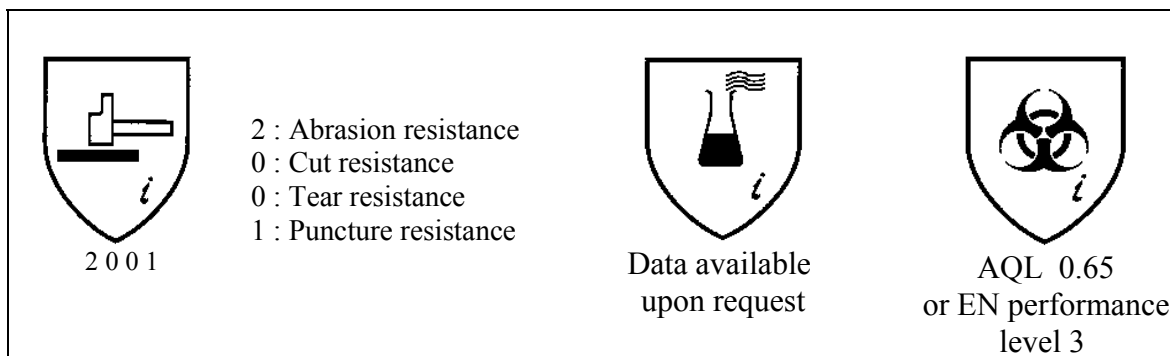 i
2 0 0 1
2 : Abrasion resistance
0 : Cut resistance
0 : Tear resistance
1 : Puncture resistance
i
Data available
upon request
i
AQL 0.65
or EN performance
level 3